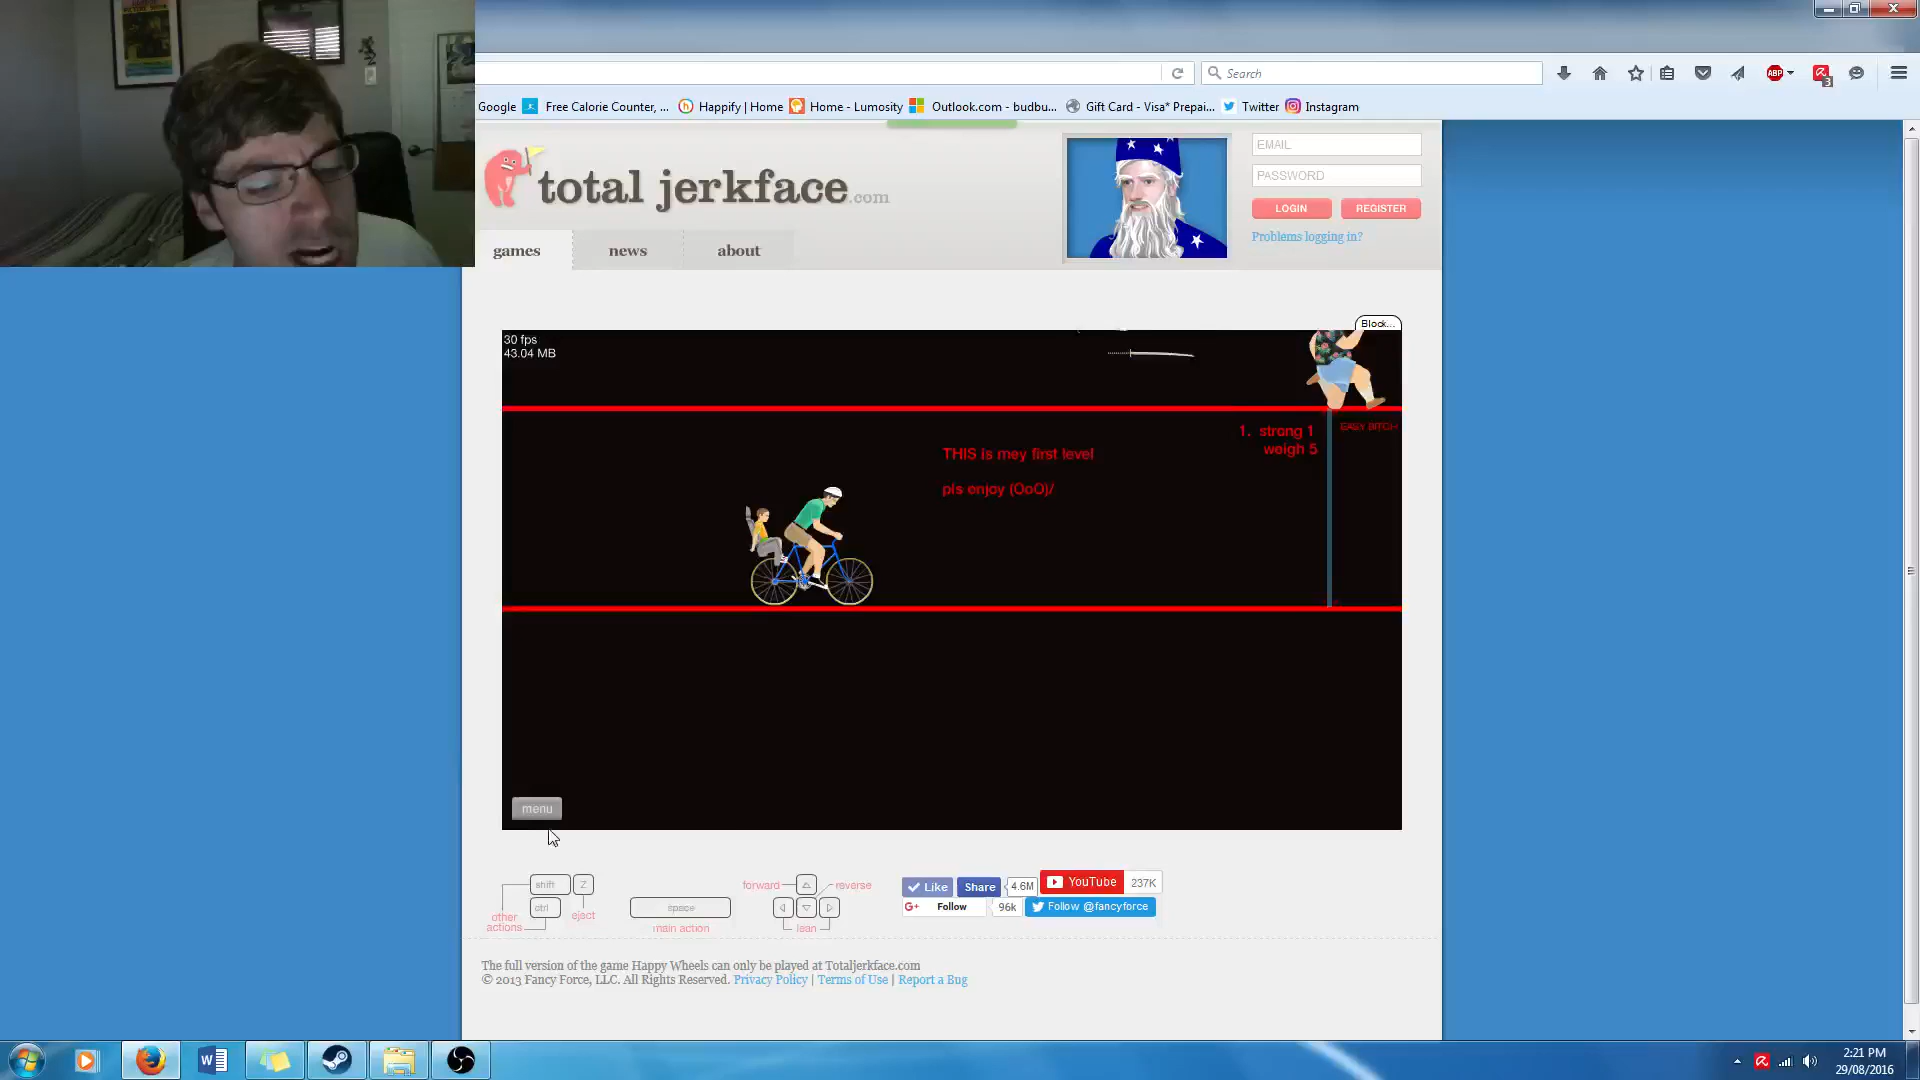 Search
ABP
3
Google
Free Calorie Counter, ...
Happify | Home
Home - Lumosity
Outlook.com - budbu...
Gift Card - Visa* Prepai...
Twitter
Instagram
total jerkface.com
EMAIL
PASSWORD
LOGIN
REGISTER
Problems logging in?
games
news
about
Block...
30 fps
43.04 MB
1. strong 1
weigh 5
EASY BITCH
THIS is mey first level
pls enjoy (OoO)/
menu
shift
Z
ctrl
other
actions
eject
space
main action
forward
reverse
lean
Like
Share
4.6M
YouTube
237K
G+ Follow
96k
Follow @fancyforce
The full version of the game Happy Wheels can only be played at Totaljerkface.com
© 2013 Fancy Force, LLC. All Rights Reserved. Privacy Policy | Terms of Use | Report a Bug
2:21 PM
29/08/2016